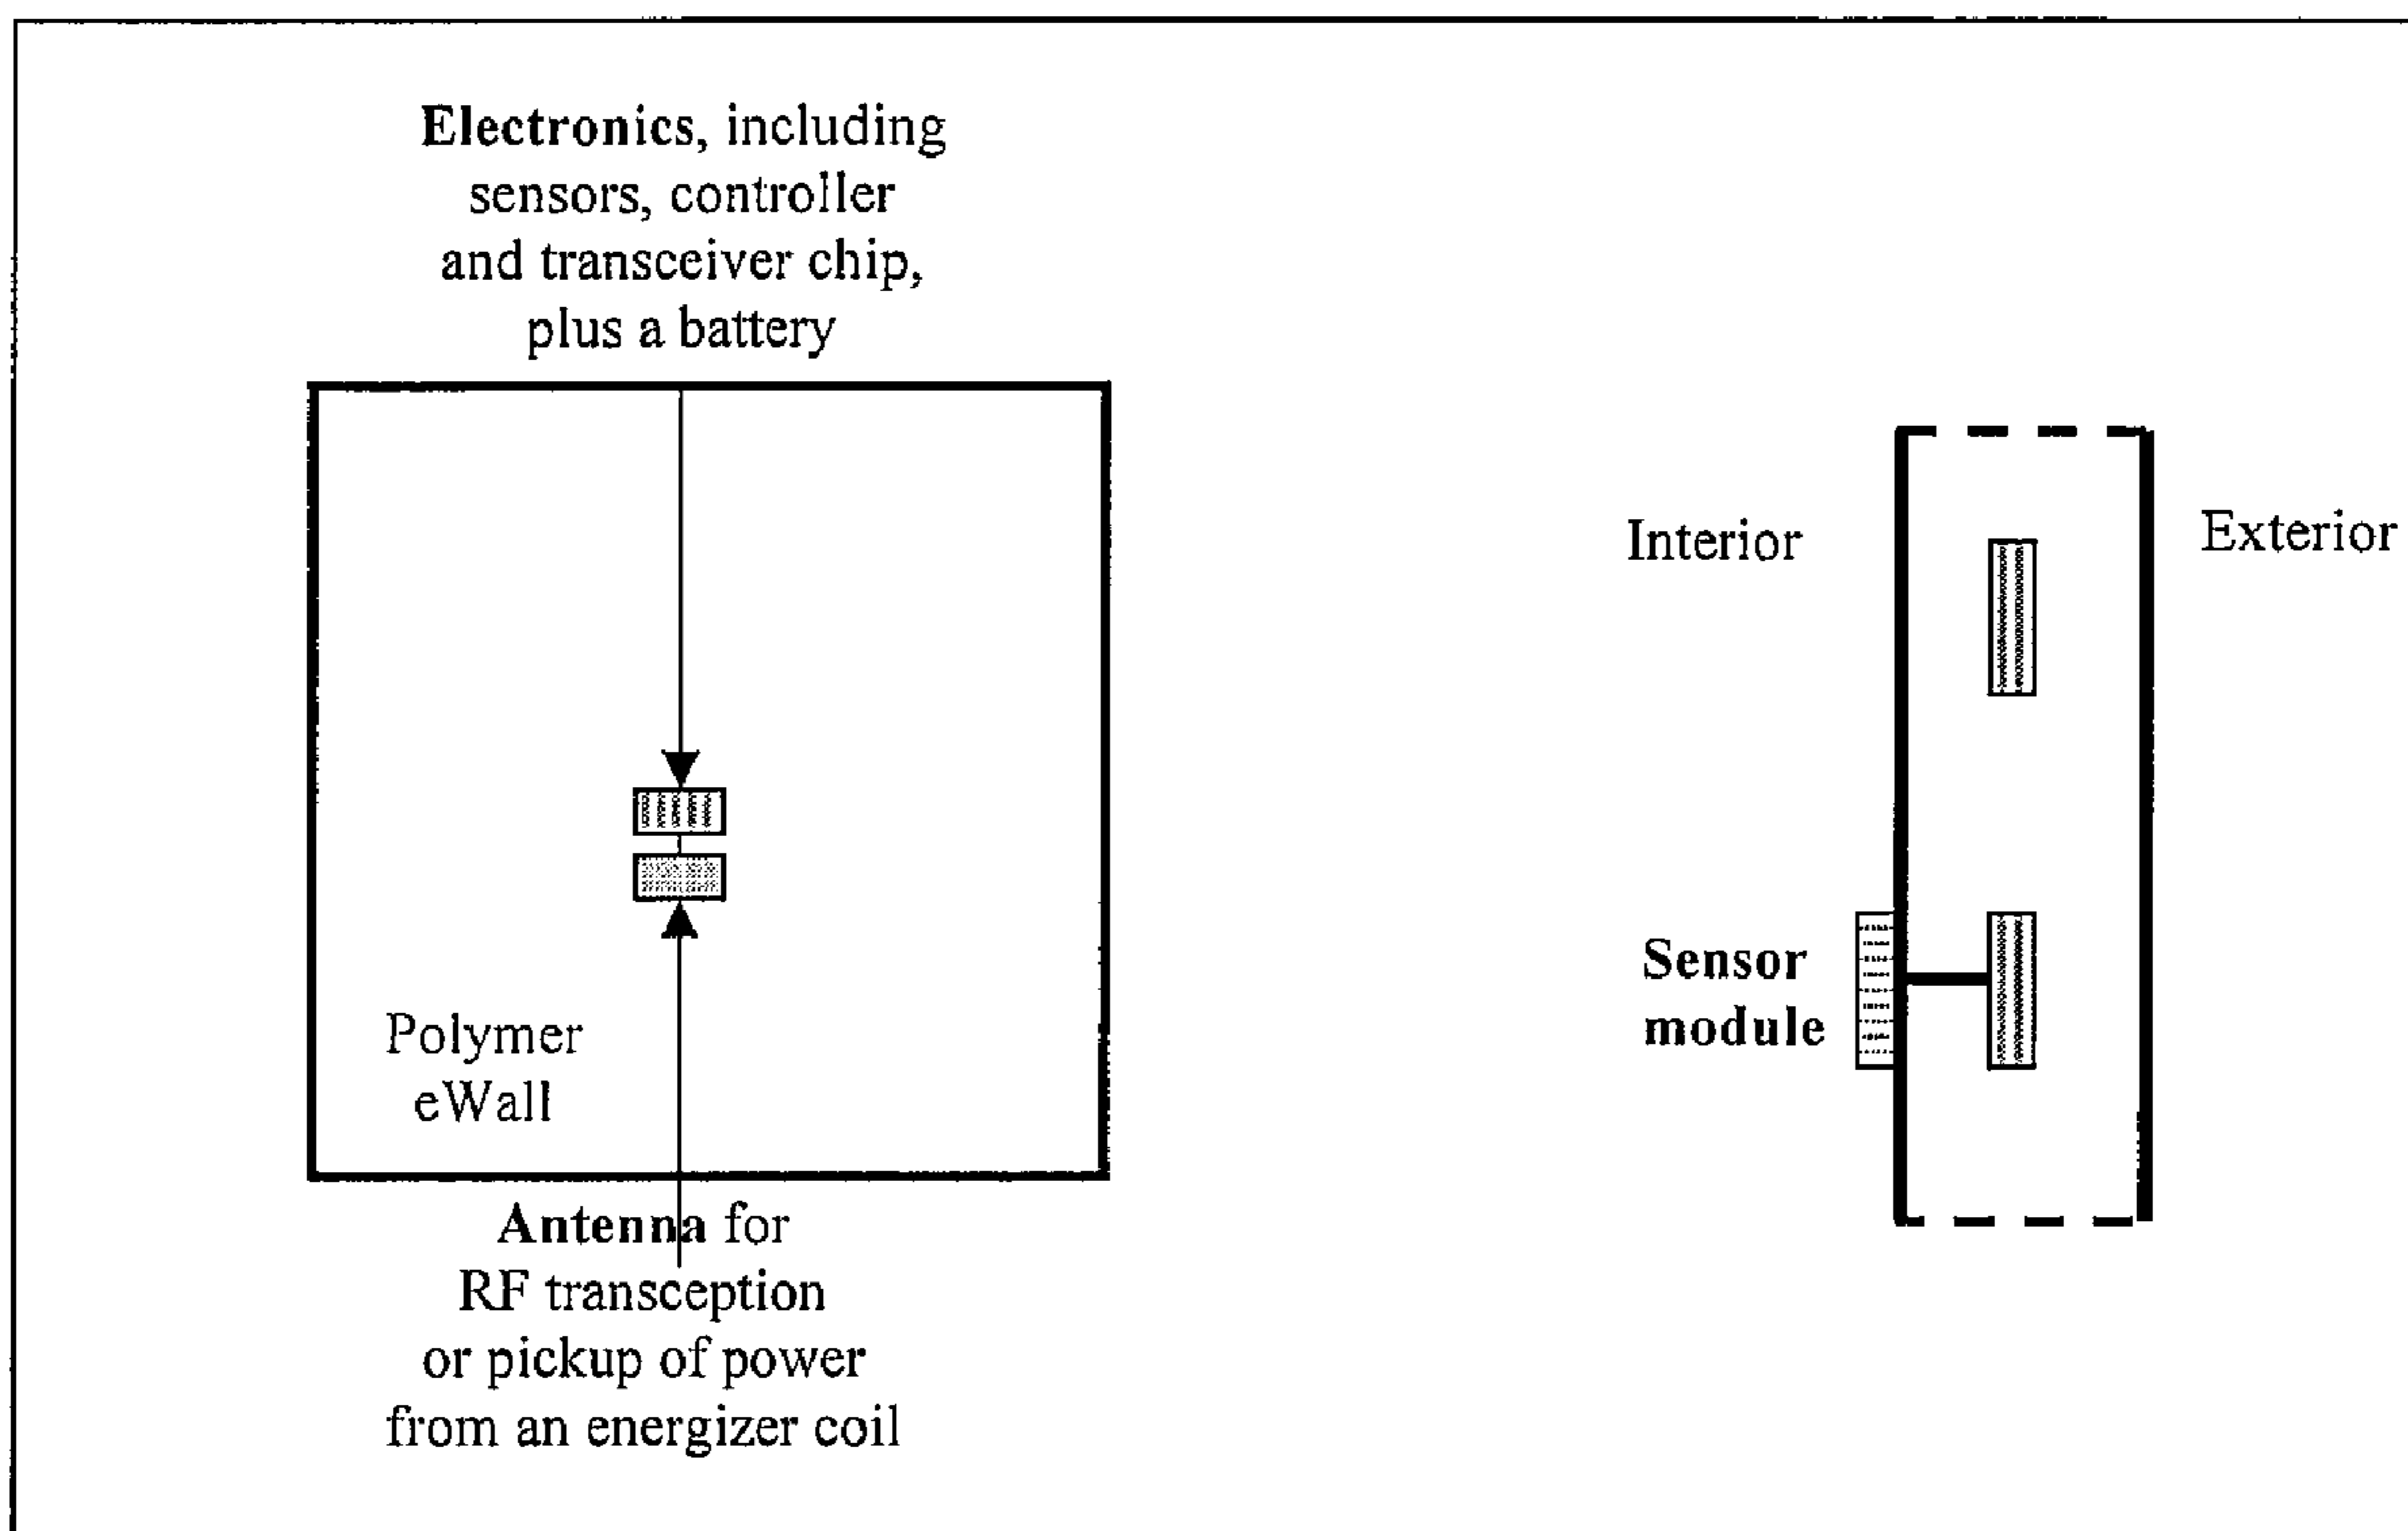 Electronics, including
sensors, controller
and transceiver chip,
plus a battery
Polymer
eWall
Antenna for
RF transception
or pickup of power
from an energizer coil
Interior
Exterior
Sensor
module